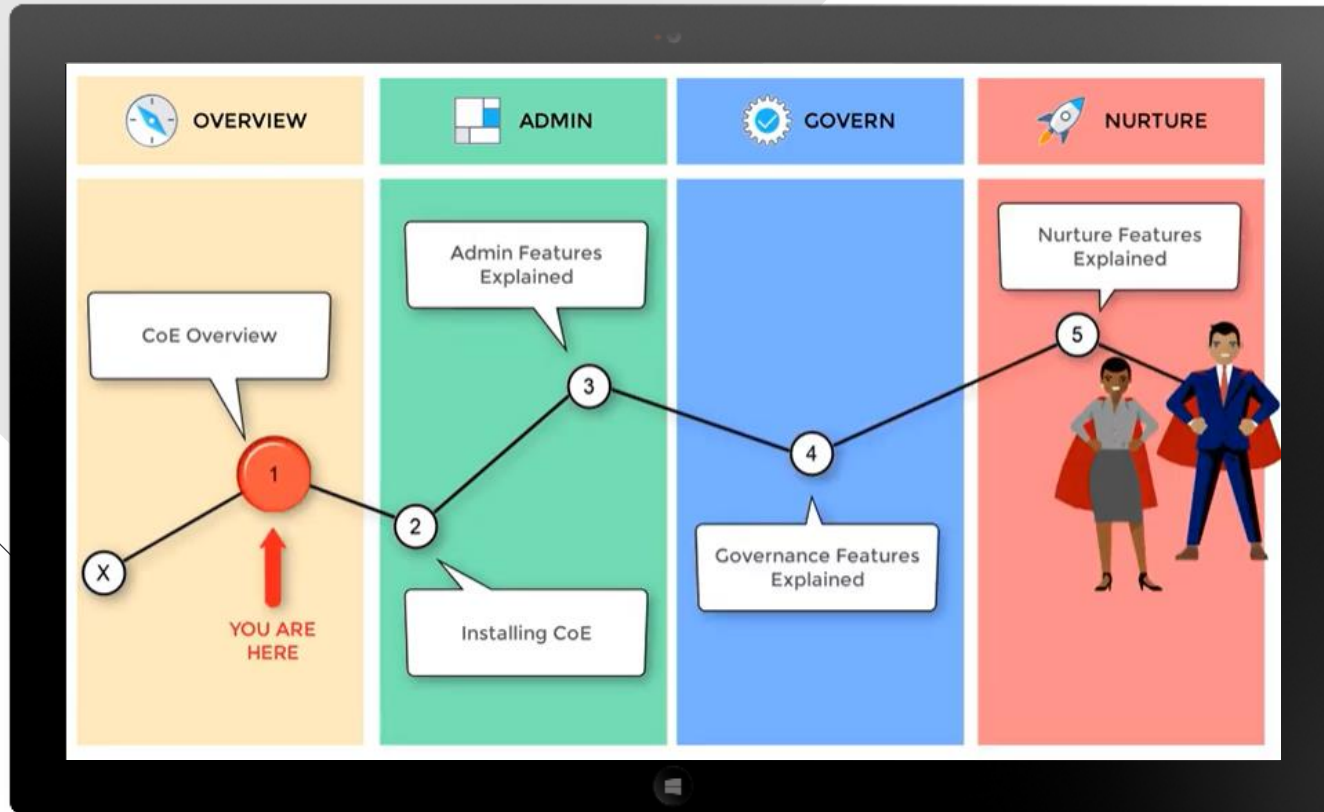 OVERVIEW
ADMIN
GOVERN
NURTURE
CoE Overview
1
X
YOU ARE
HERE
Admin Features
Explained
3
2
Installing CoE
4
Governance Features
Explained
Nurture Features
Explained
5